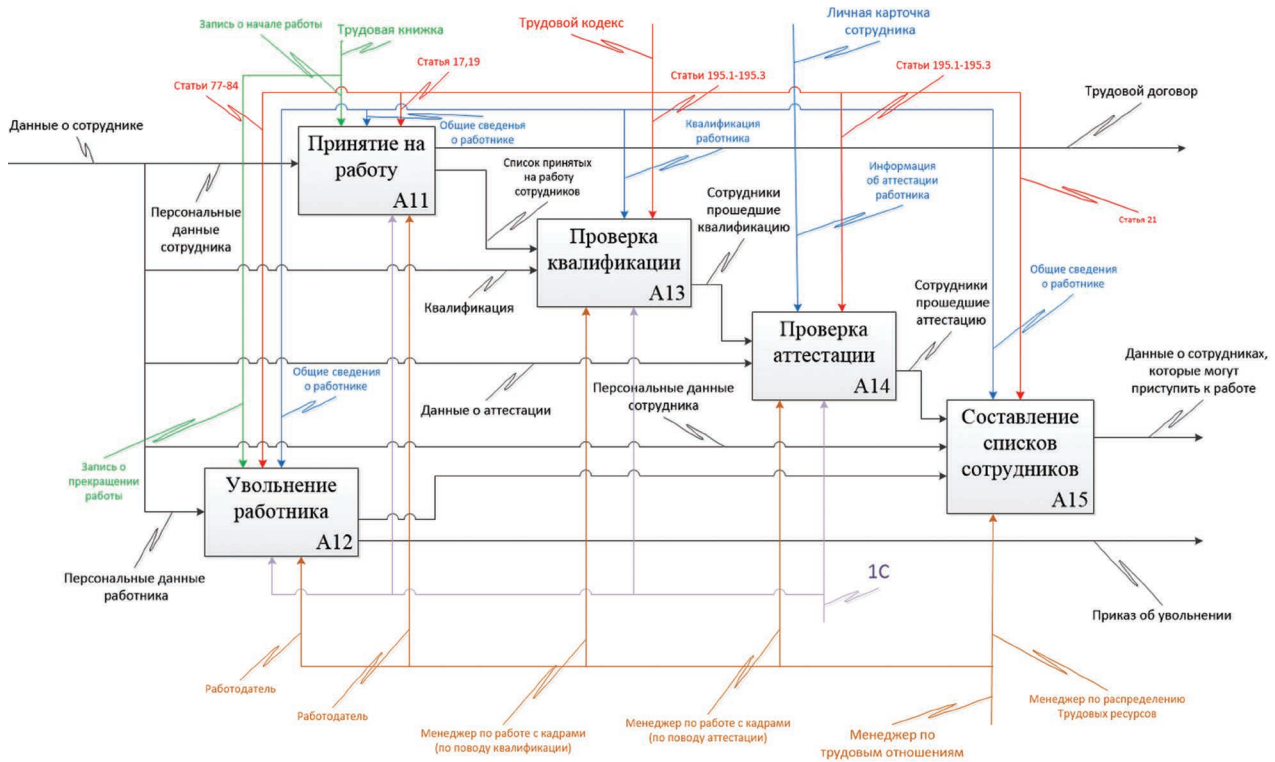 Запись о начале работы
Трудовая книжка
Трудовой кодекс
Личная карточка
сотрудника
Статьи 77-84
Статья 17,19
Статьи 195.1-195.3
Статьи 195.1-195.3
Трудовой договор
Данные о сотруднике
Общие сведенья
о работнике
Квалификация
работника
Принятие на
работу
A11
Список принятых
на работу
сотрудников
Информация
об аттестации
работника
Персональные
данные
сотрудника
Сотрудники
прошедшие
квалификацию
Статья 21
Проверка
квалификации
A13
Общие сведения
о работнике
Квалификация
Сотрудники
прошедшие
аттестацию
Проверка
аттестации
A14
Данные о сотрудниках,
которые могут
приступить к работе
Общие сведения
о работнике
Данные о аттестации
Персональные данные
сотрудника
Составление
списков
сотрудников
A15
Запись о
прекращении
работы
Увольнение
работника
A12
Персональные данные
работника
1С
Приказ об увольнении
Работодатель
Работодатель
Менеджер по работе с кадрами
(по поводу квалификации)
Менеджер по работе с кадрами
(по поводу аттестации)
Менеджер по
трудовым отношениям
Менеджер по распределению
Трудовых ресурсов